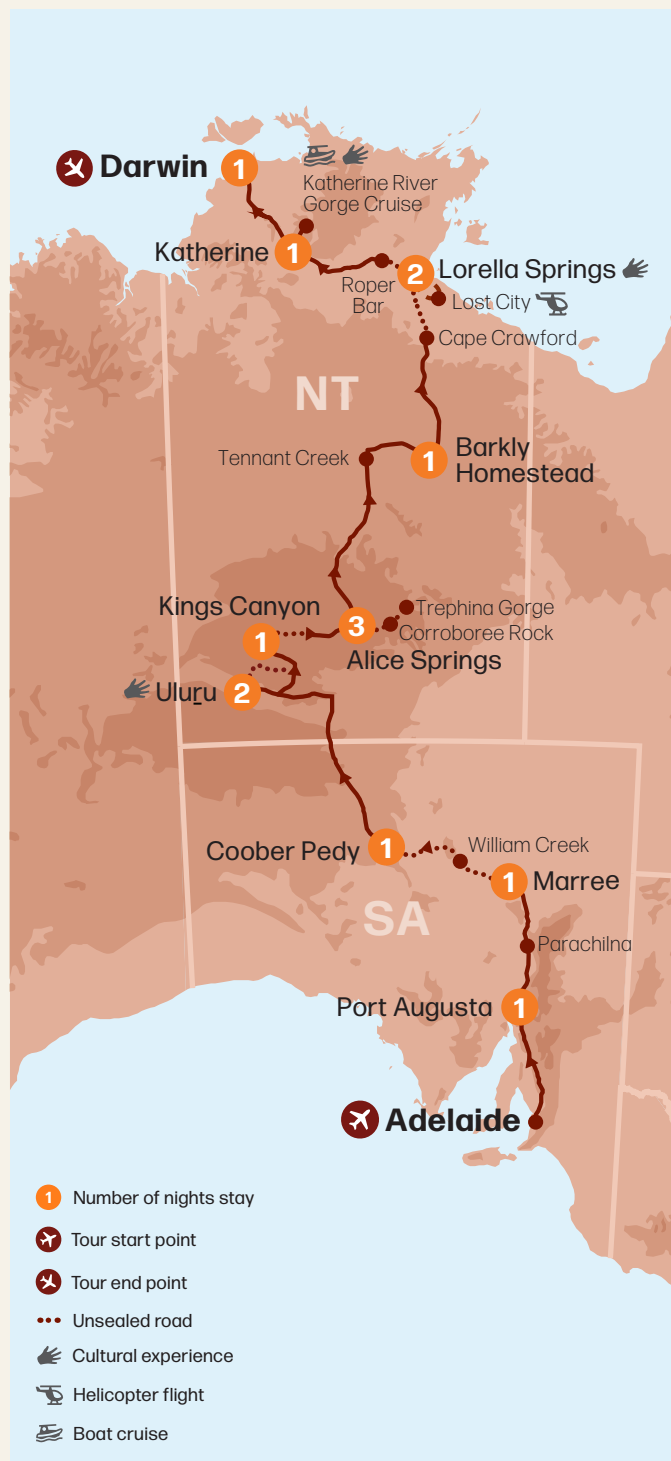 Darwin
1
Katherine River
Gorge Cruise
Katherine
1
2
Lorella Springs
Roper
Bar
Lost City
Cape Crawford
NT
Tennant Creek
1
Barkly
Homestead
Kings Canyon
1
3
Trephina Gorge
Corroboree Rock
Alice Springs
Uluṟu
2
Coober Pedy
1
William Creek
1
Marree
SA
Parachilna
Port Augusta
1
Adelaide
1 Number of nights stay
Tour start point
Tour end point
Unsealed road
Cultural experience
Helicopter flight
Boat cruise